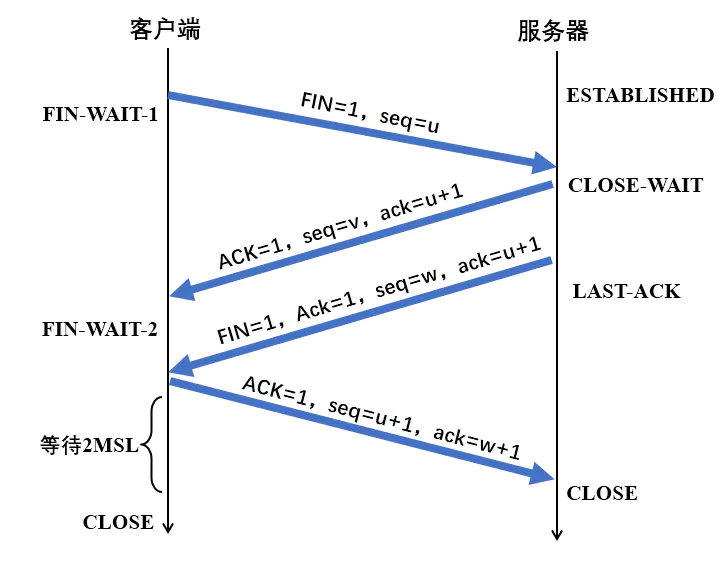 客户端
服务器
ESTABLISHED
FIN-WAIT-1
FIN=1，seq=u
CLOSE-WAIT
ACK=1，seq=v，ack=u+1
FIN=1，Ack=1，seq=w，ack=u+1
LAST-ACK
FIN-WAIT-2
ACK=1，seq=u+1，ack=w+1
等待2MSL
CLOSE
CLOSE